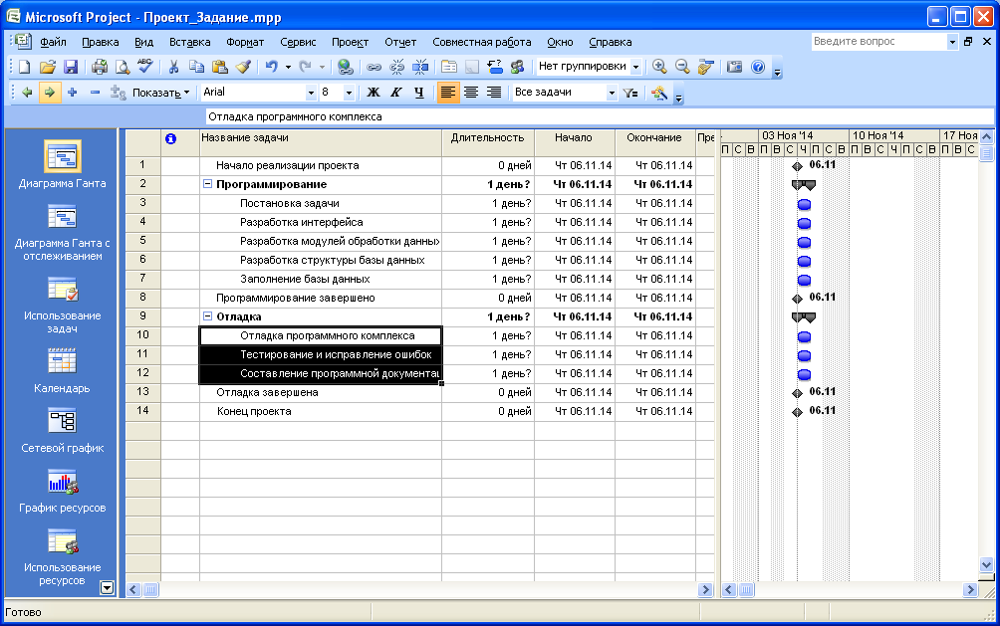 Microsoft Project - Проект_Задание.mpp
Файл Правка Вид Вставка Формат Сервис Проект Отчет Совместная работа Окно Справка Введите вопрос
ABC Нет группировки
Показать Arial 8 Ж К Ч Все задачи
Отладка программного комплекса
Диаграмма Ганта
Диаграмма Ганта с отслеживанием
Использование задач
Календарь
Сетевой график
График ресурсов
Использование ресурсов
Название задачи Длительность Начало Окончание Пре
03 Ноя '14 10 Ноя '14 17 Ноя
П С В П В С Ч П С В П В С Ч П С В П В С
1 Начало реализации проекта 0 дней Чт 06.11.14 Чт 06.11.14 06.11
2 Программирование 1 день? Чт 06.11.14 Чт 06.11.14
3 Постановка задачи 1 день? Чт 06.11.14 Чт 06.11.14
4 Разработка интерфейса 1 день? Чт 06.11.14 Чт 06.11.14
5 Разработка модулей обработки данных 1 день? Чт 06.11.14 Чт 06.11.14
6 Разработка структуры базы данных 1 день? Чт 06.11.14 Чт 06.11.14
7 Заполнение базы данных 1 день? Чт 06.11.14 Чт 06.11.14
8 Программирование завершено 0 дней Чт 06.11.14 Чт 06.11.14 06.11
9 Отладка 1 день? Чт 06.11.14 Чт 06.11.14
10 Отладка программного комплекса 1 день? Чт 06.11.14 Чт 06.11.14
11 Тестирование и исправление ошибок 1 день? Чт 06.11.14 Чт 06.11.14
12 Составление программной документац 1 день? Чт 06.11.14 Чт 06.11.14
13 Отладка завершена 0 дней Чт 06.11.14 Чт 06.11.14 06.11
14 Конец проекта 0 дней Чт 06.11.14 Чт 06.11.14 06.11
Готово